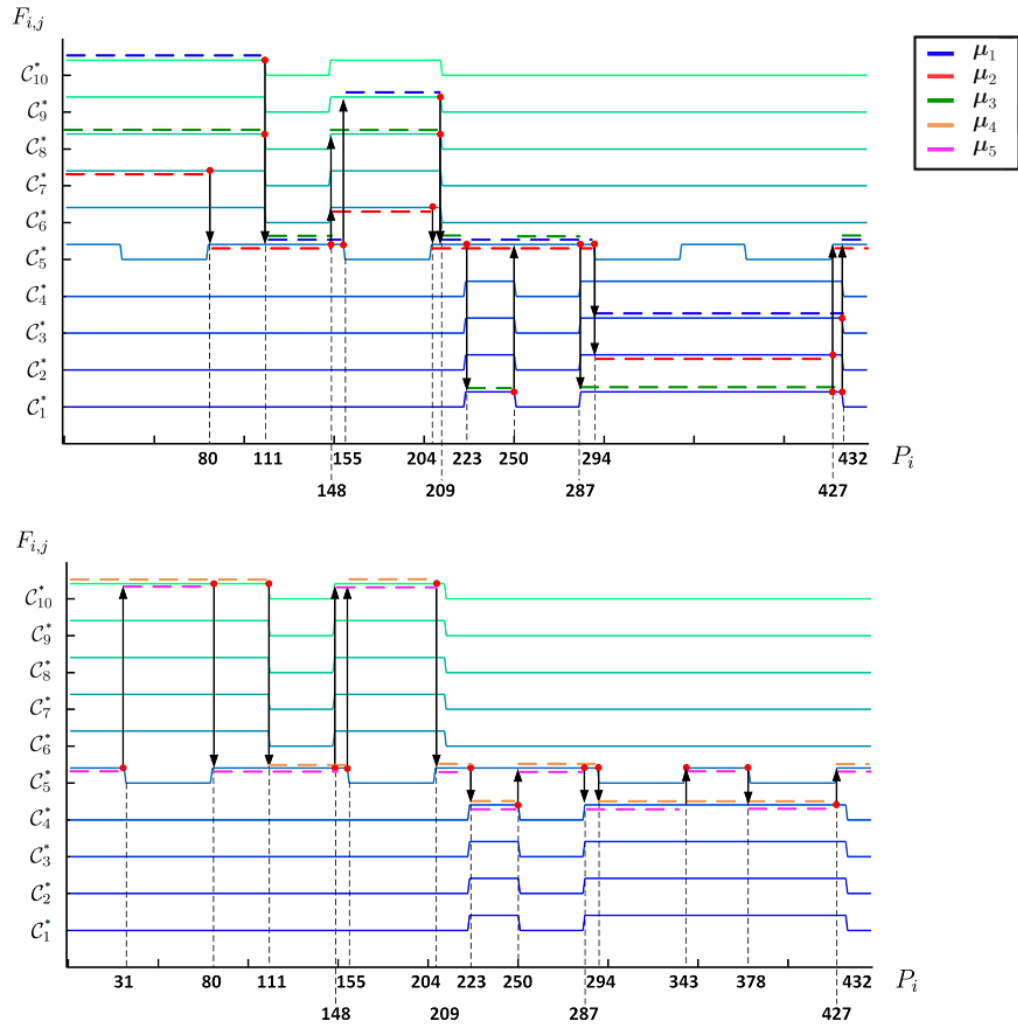 F_{i,j}
C*_{10}
C*_9
C*_8
C*_7
C*_6
C*_5
C*_4
C*_3
C*_2
C*_1
80 111 155 204 223 250 294 432 P_i
148 209 287 427
μ_1
μ_2
μ_3
μ_4
μ_5
F_{i,j}
C*_{10}
C*_9
C*_8
C*_7
C*_6
C*_5
C*_4
C*_3
C*_2
C*_1
31 80 111 155 204 223 250 294 343 378 432 P_i
148 209 287 427